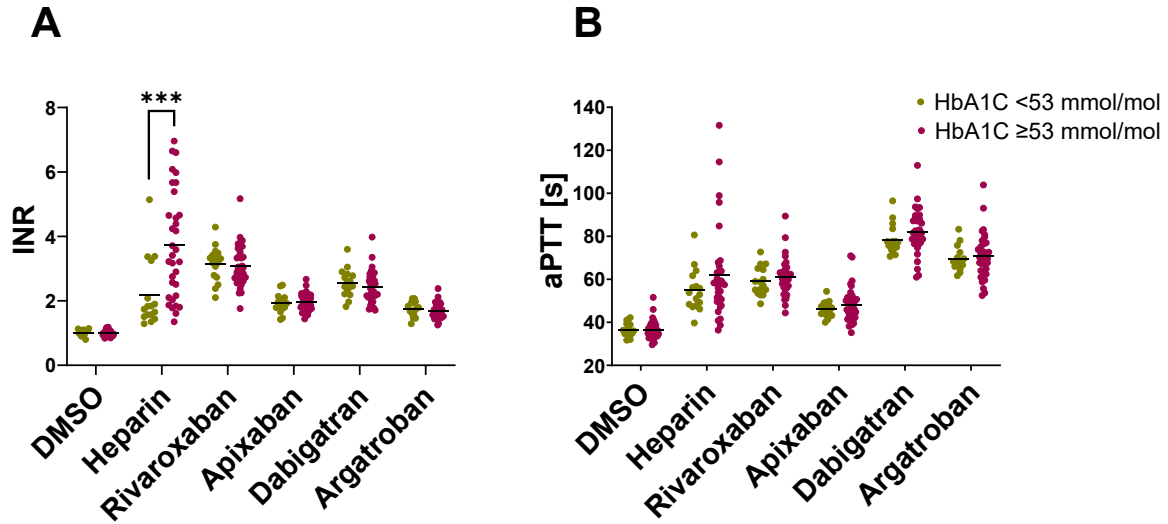 A
INR
8
6
4
2
0
***
DMSO
Heparin
Rivaroxaban
Apixaban
Dabigatran
Argatroban
B
aPTT [s]
140
120
100
80
60
40
20
HbA1C <53 mmol/mol
HbA1C ≥53 mmol/mol
DMSO
Heparin
Rivaroxaban
Apixaban
Dabigatran
Argatroban